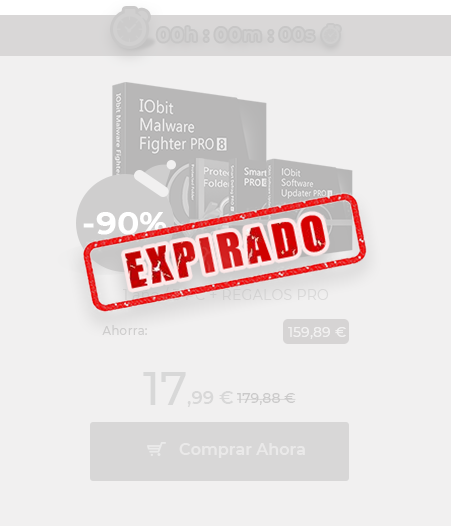 00h : 00m : 00s
IObit
Malware
Fighter PRO 8
IObit Malware Fighter
Protected
Folder
Smart
PRO
IObit
Software
Updater PRO
-90%
EXPIRADO
Y REGALOS PRO
Ahorra:
159,89 €
17,99 € 179,88 €
Comprar Ahora